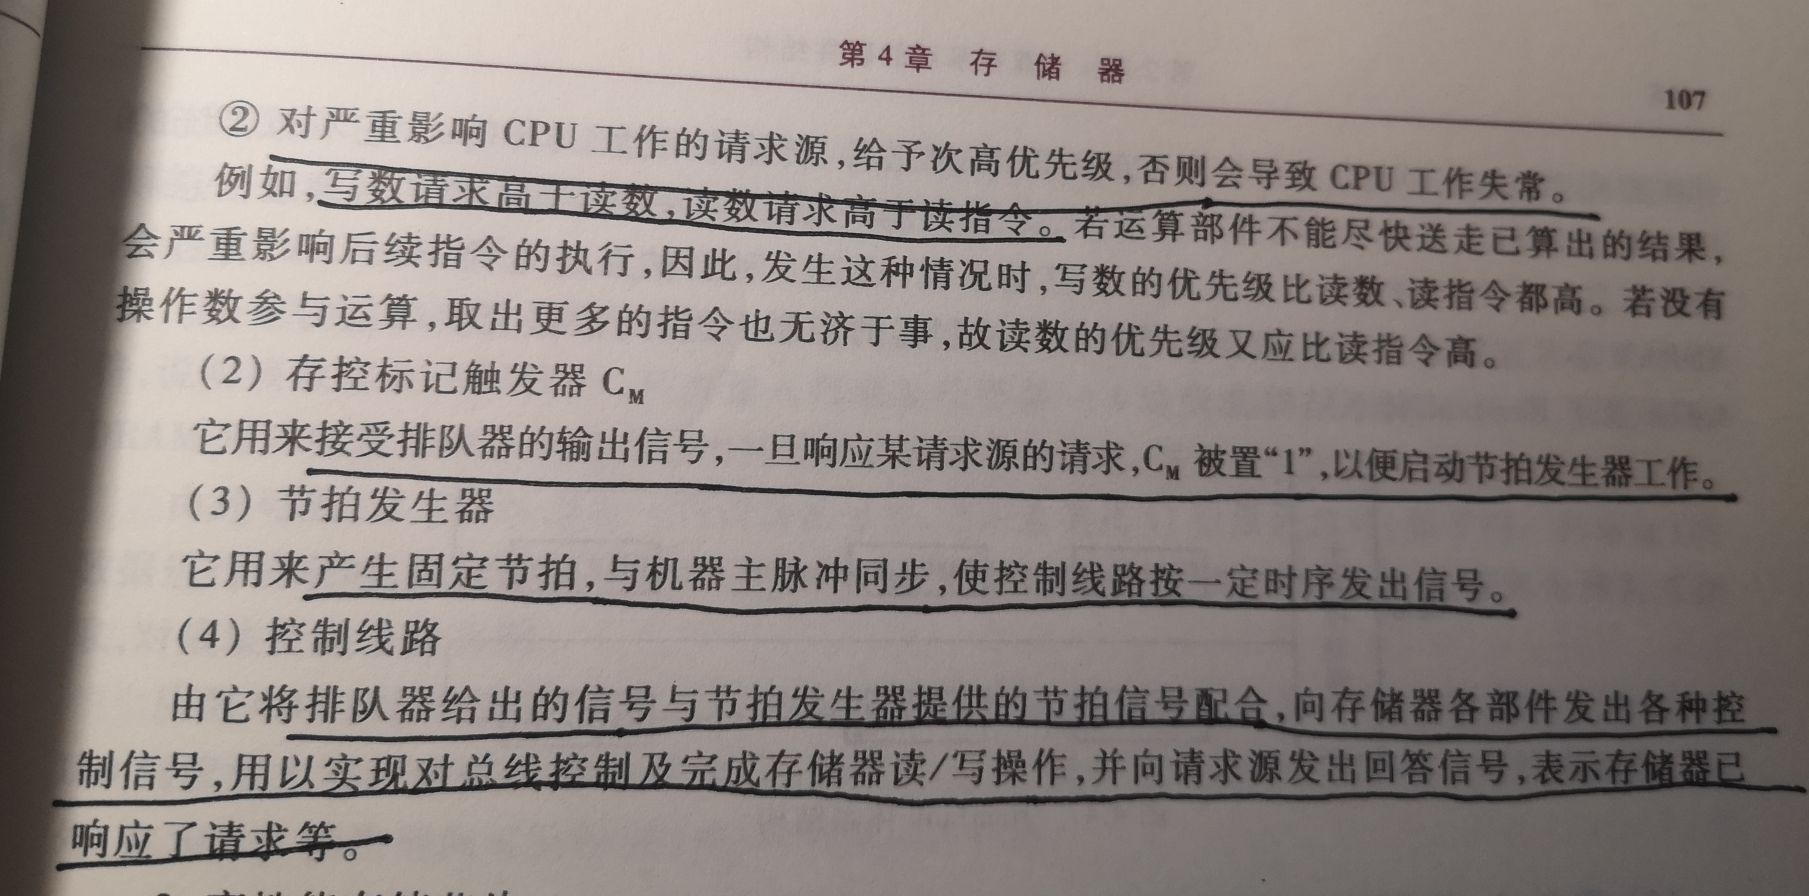 第4章 存 储 器
107
② 对严重影响 CPU 工作的请求源,给予次高优先级,否则会导致 CPU 工作失常。
例如,写数请求高于读数,读数请求高于读指令。若运算部件不能尽快送走已算出的结果,
会严重影响后续指令的执行,因此,发生这种情况时,写数的优先级比读数、读指令都高。若没有
操作数参与运算,取出更多的指令也无济于事,故读数的优先级又应比读指令高。
(2) 存控标记触发器 CM
它用来接受排队器的输出信号,一旦响应某请求源的请求,CM 被置“1”,以便启动节拍发生器工作。
(3) 节拍发生器
它用来产生固定节拍,与机器主脉冲同步,使控制线路按一定时序发出信号。
(4) 控制线路
由它将排队器给出的信号与节拍发生器提供的节拍信号配合,向存储器各部件发出各种控
制信号,用以实现对总线控制及完成存储器读/写操作,并向请求源发出回答信号,表示存储器已
响应了请求等。